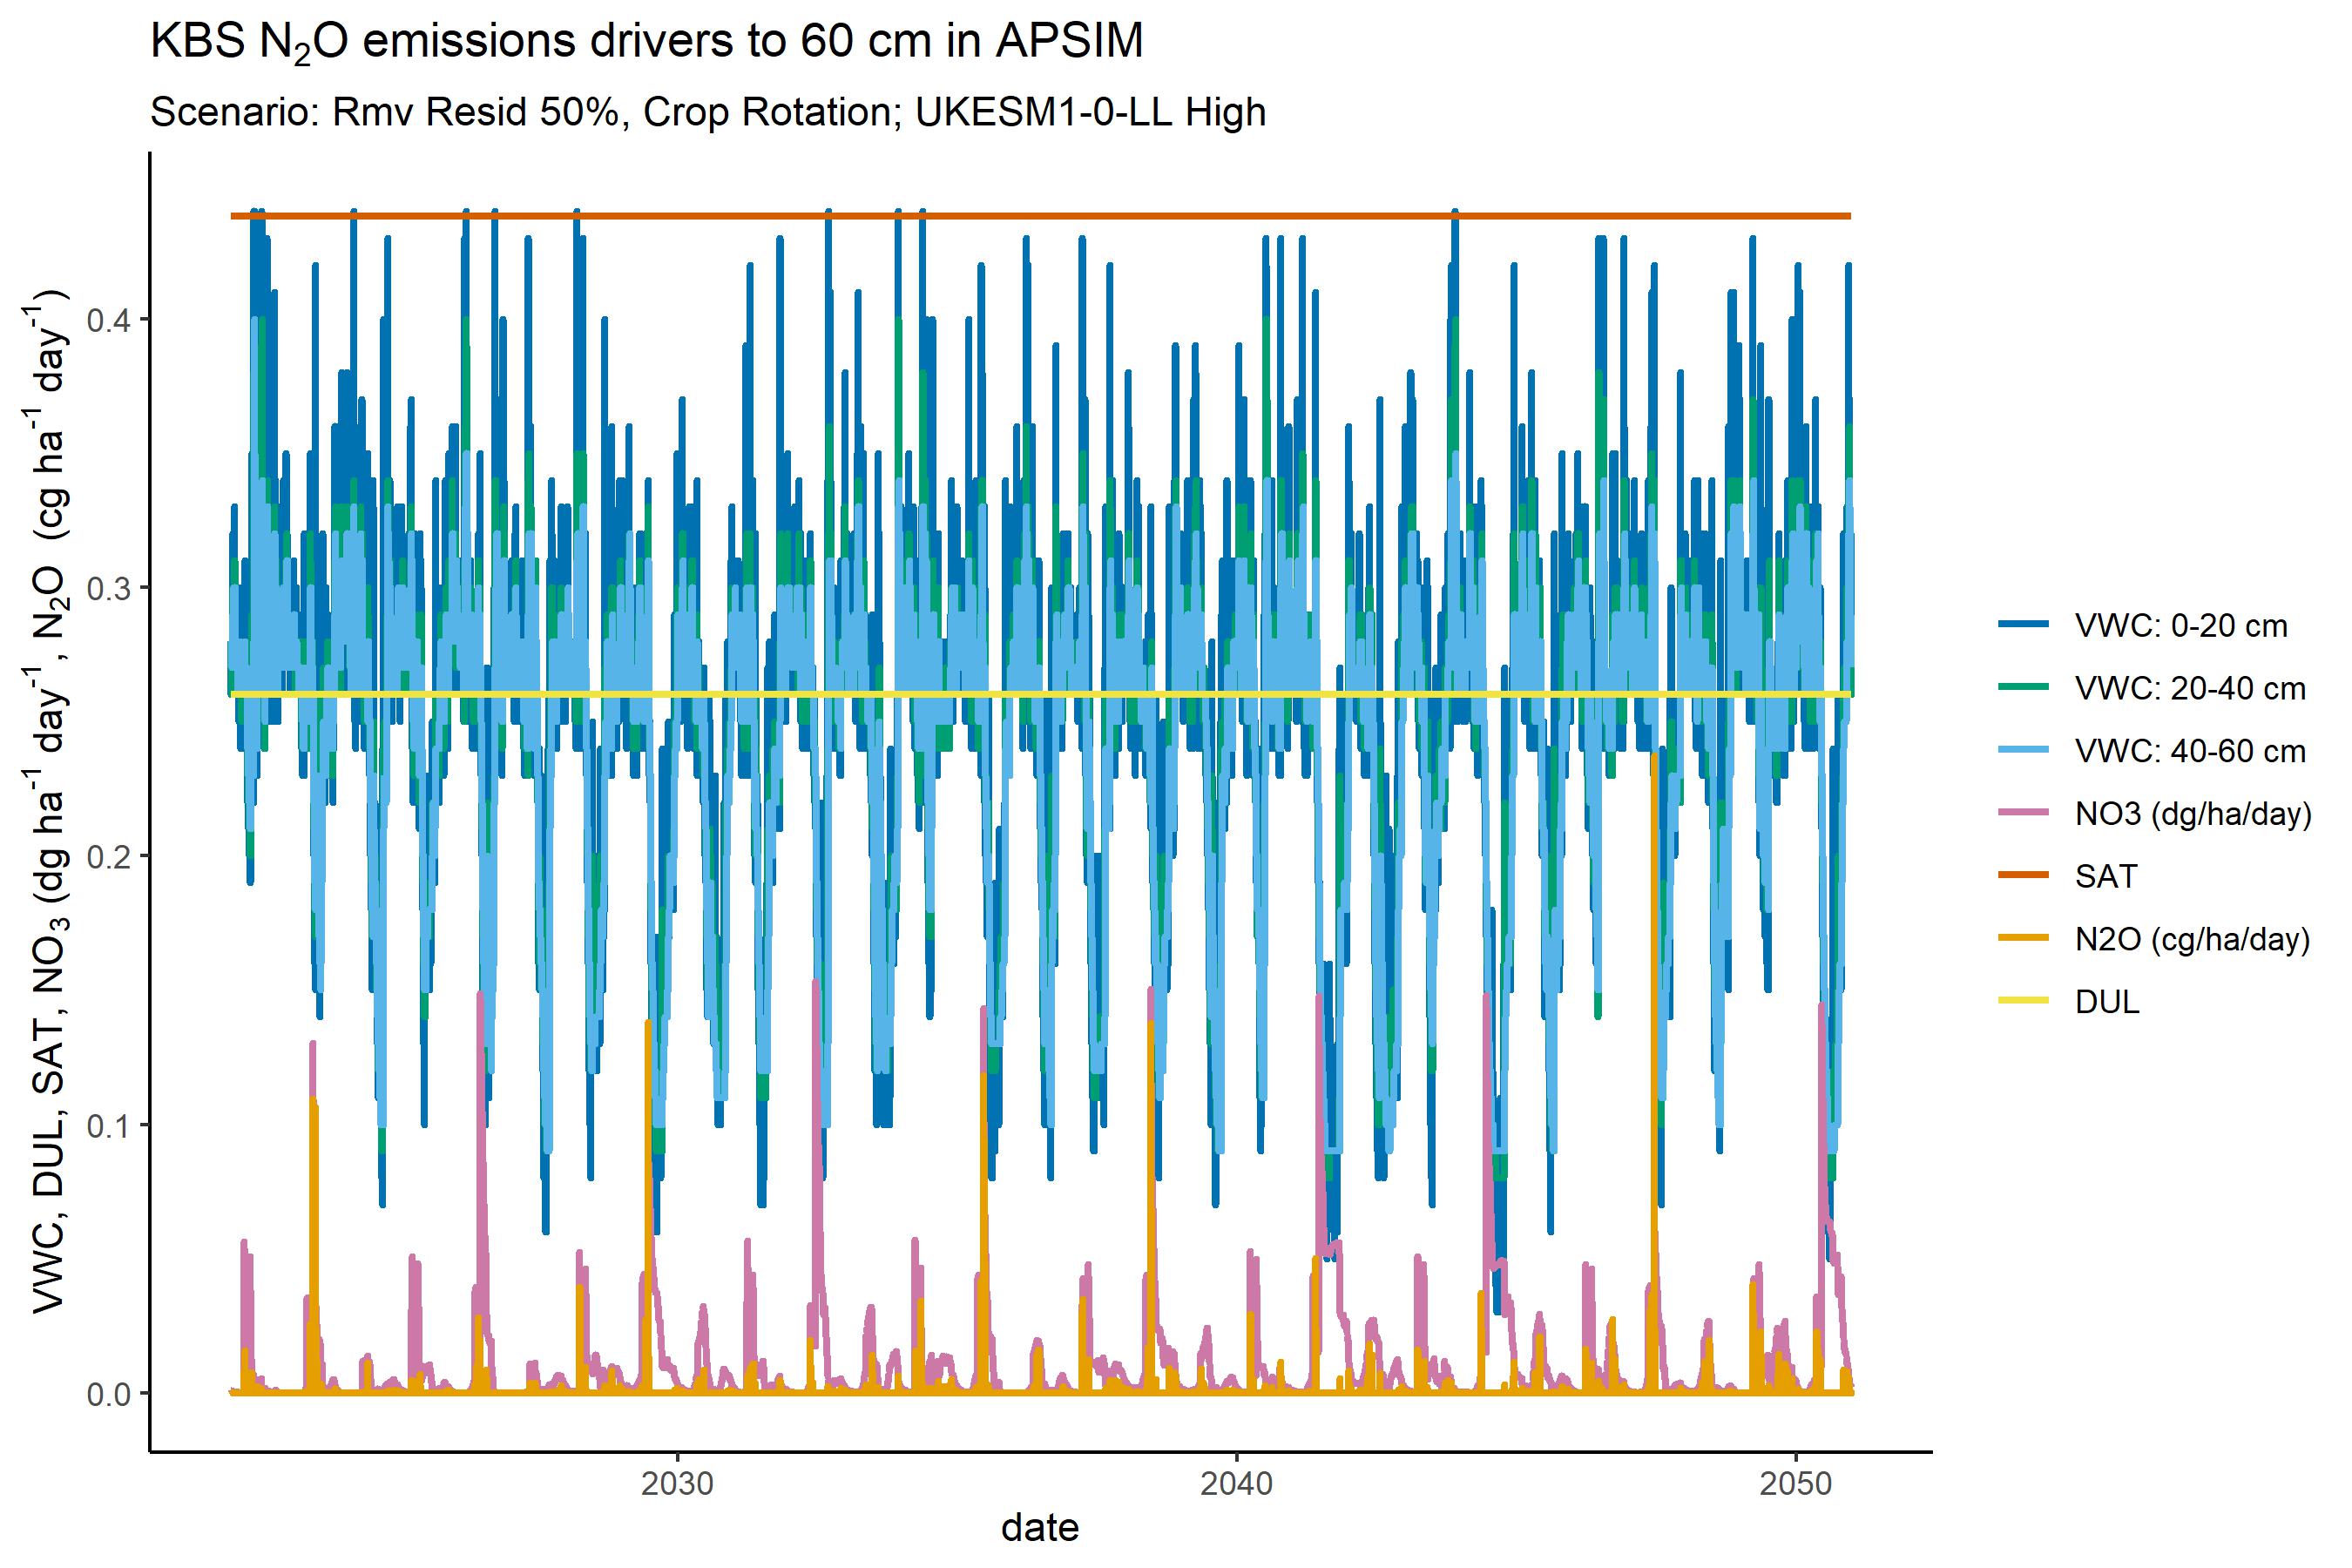 KBS N₂O emissions drivers to 60 cm in APSIM
Scenario: Rmv Resid 50%, Crop Rotation; UKESM1-0-LL High
VWC, DUL, SAT, NO₃ (dg ha⁻¹ day⁻¹, N₂O (cg ha⁻¹ day⁻¹)
0.4
0.3
0.2
0.1
0.0
2030
2040
2050
date
VWC: 0-20 cm
VWC: 20-40 cm
VWC: 40-60 cm
NO3 (dg/ha/day)
SAT
N2O (cg/ha/day)
DUL